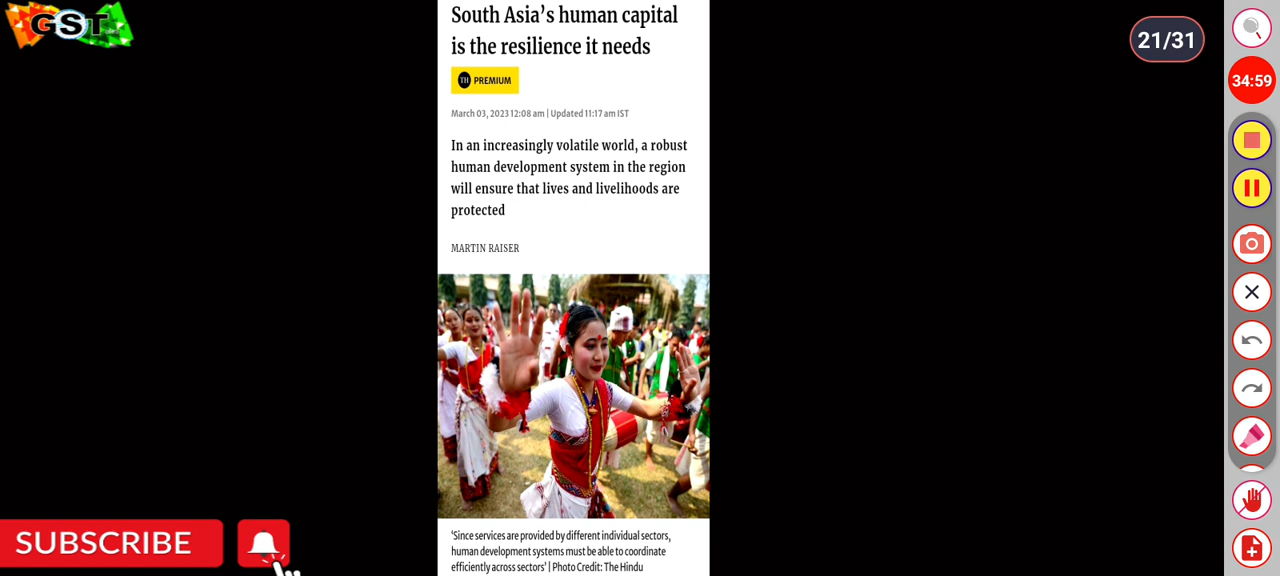 GST
South Asia's human capital
is the resilience it needs
TH PREMIUM
March 03, 2023 12:08 am | Updated 11:17 am IST
In an increasingly volatile world, a robust
human development system in the region
will ensure that lives and livelihoods are
protected
MARTIN RAISER
'Since services are provided by different individual sectors,
human development systems must be able to coordinate
efficiently across sectors' | Photo Credit: The Hindu
SUBSCRIBE
21/31
34:59